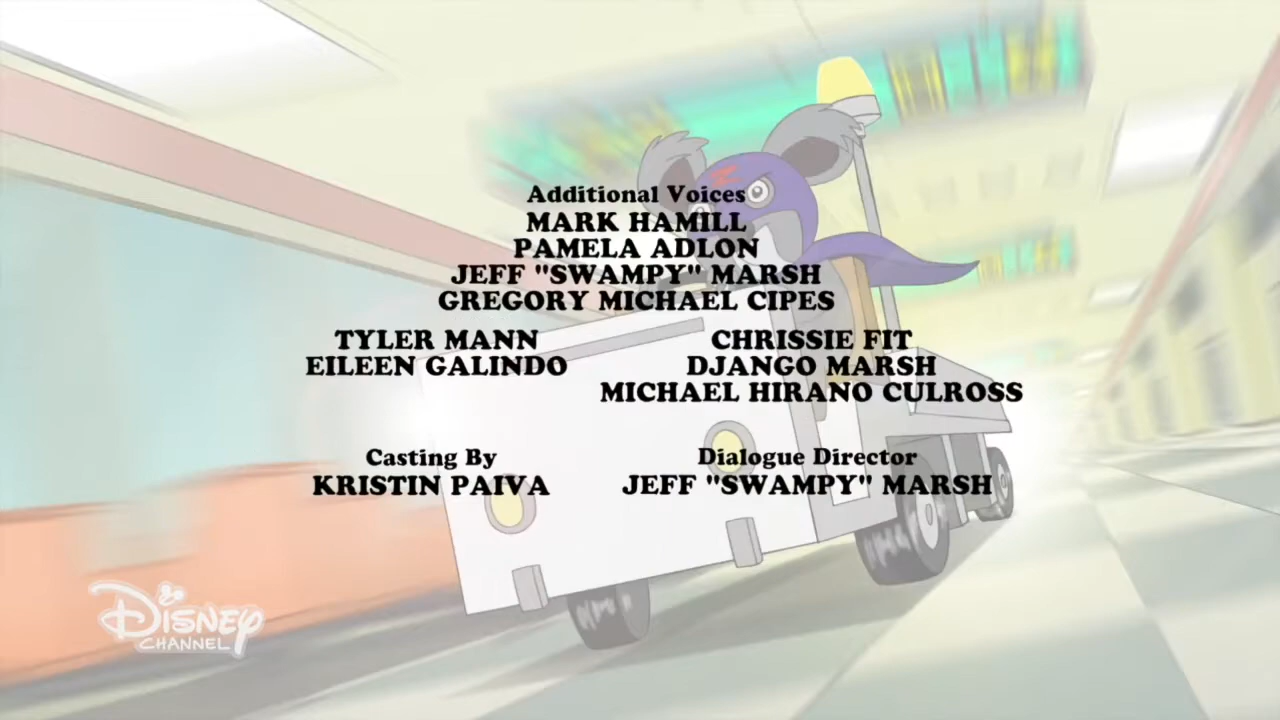 Additional Voices
MARK HAMILL
PAMELA ADLON
JEFF "SWAMPY" MARSH
GREGORY MICHAEL CIPES
TYLER MANN
EILEEN GALINDO
CHRISSIE FIT
DJANGO MARSH
MICHAEL HIRANO CULROSS
Casting By
KRISTIN PAIVA
Dialogue Director
JEFF "SWAMPY" MARSH
DISNEY
CHANNEL